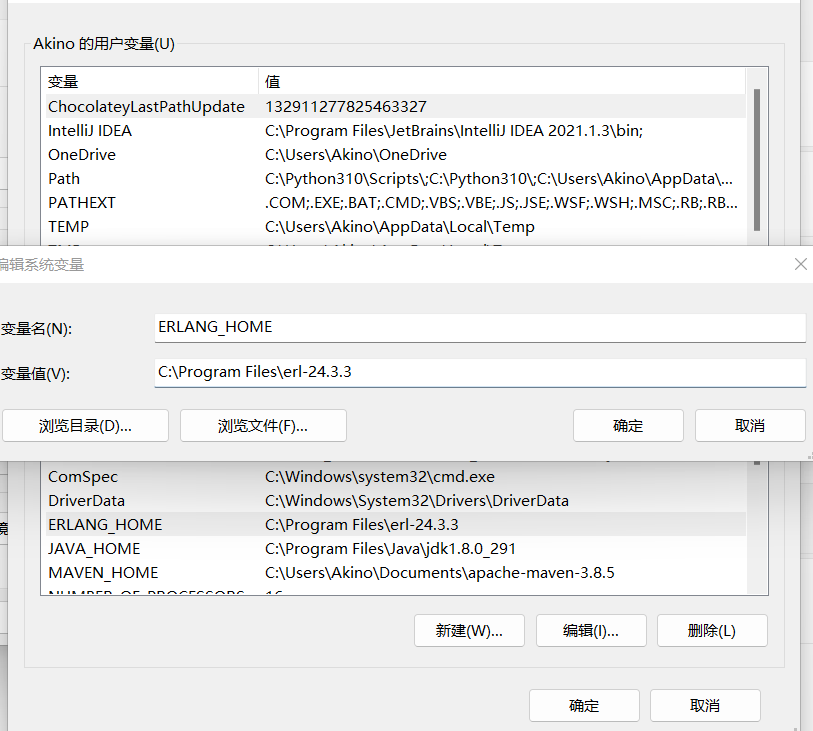 Akino 的用户变量(U)
变量 值
ChocolateyLastPathUpdate 132911277825463327
IntelliJ IDEA C:\Program Files\JetBrains\IntelliJ IDEA 2021.1.3\bin;
OneDrive C:\Users\Akino\OneDrive
Path C:\Python310\Scripts\;C:\Python310\;C:\Users\Akino\AppData\...
PATHEXT .COM;.EXE;.BAT;.CMD;.VBS;.VBE;.JS;.JSE;.WSF;.WSH;.MSC;.RB;.RB...
TEMP C:\Users\Akino\AppData\Local\Temp
编辑系统变量
变量名(N): ERLANG_HOME
变量值(V): C:\Program Files\erl-24.3.3
浏览目录(D)... 浏览文件(F)... 确定 取消
ComSpec C:\Windows\system32\cmd.exe
DriverData C:\Windows\System32\Drivers\DriverData
ERLANG_HOME C:\Program Files\erl-24.3.3
JAVA_HOME C:\Program Files\Java\jdk1.8.0_291
MAVEN_HOME C:\Users\Akino\Documents\apache-maven-3.8.5
NUMBER_OF_PROCESSORS 16
新建(W)... 编辑(I)... 删除(L)
确定 取消